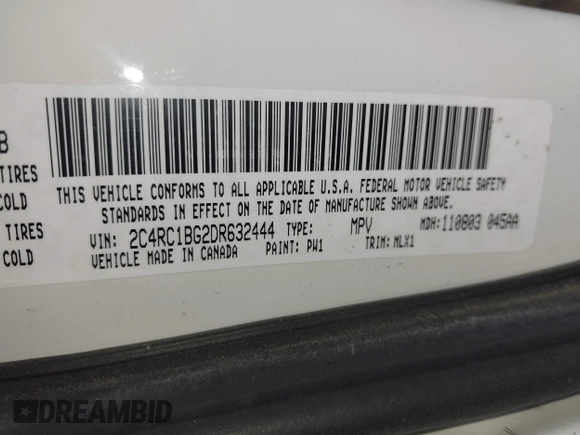 B
TIRES
COLD
TIRES
COLD
THIS VEHICLE CONFORMS TO ALL APPLICABLE U.S.A. FEDERAL MOTOR VEHICLE SAFETY
STANDARDS IN EFFECT ON THE DATE OF MANUFACTURE SHOWN ABOVE.
VIN: 2C4RC1BG2DR632444 TYPE: MPV MDH: 110803 045AA
VEHICLE MADE IN CANADA PAINT: PW1 TRIM: MLX1
DREAMBID